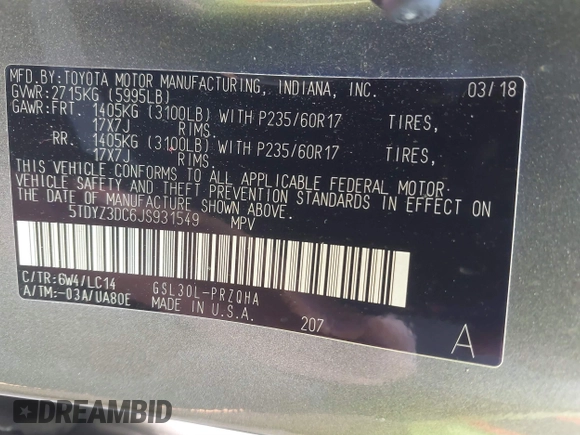 MFD.BY:TOYOTA MOTOR MANUFACTURING, INDIANA, INC. 03/18
GVWR:2715KG (5995LB)
GAWR:FRT. 1405KG (3100LB) WITH P235/60R17 TIRES,
17X7J RIMS.
RR. 1405KG (3100LB) WITH P235/60R17 TIRES,
17X7J RIMS.
THIS VEHICLE CONFORMS TO ALL APPLICABLE FEDERAL MOTOR
VEHICLE SAFETY AND THEFT PREVENTION STANDARDS IN EFFECT ON
THE DATE OF MANUFACTURE SHOWN ABOVE.
5TDYZ3DC6JS931549 MPV
C/TR:6W4/LC14 GSL30L-PRZQHA
A/TM:-03A/UA80E MADE IN U.S.A. 207 A
DREAMBID